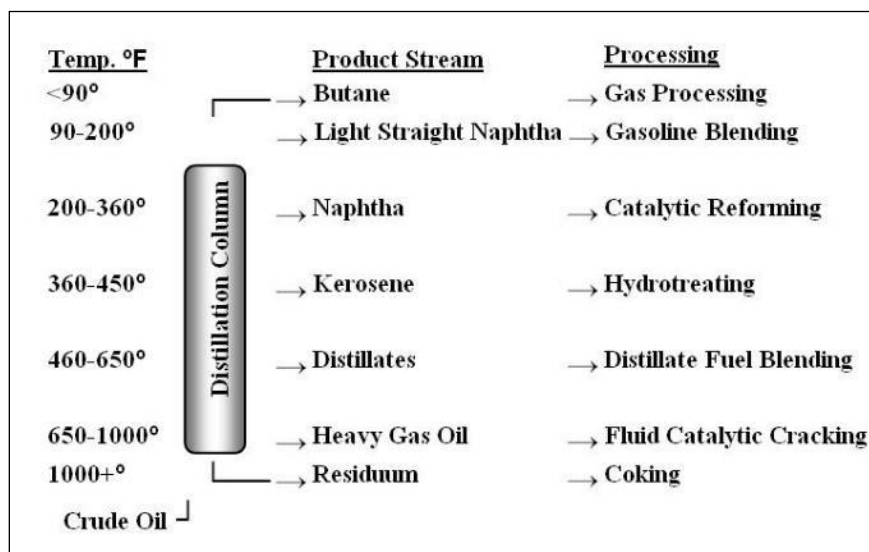 Temp. °F Product Stream Processing
<90° → Butane → Gas Processing
90-200° → Light Straight Naphtha → Gasoline Blending
200-360° → Naphtha → Catalytic Reforming
360-450° → Kerosene → Hydrotreating
460-650° → Distillates → Distillate Fuel Blending
650-1000° → Heavy Gas Oil → Fluid Catalytic Cracking
1000+° → Residuum → Coking
Distillation Column
Crude Oil